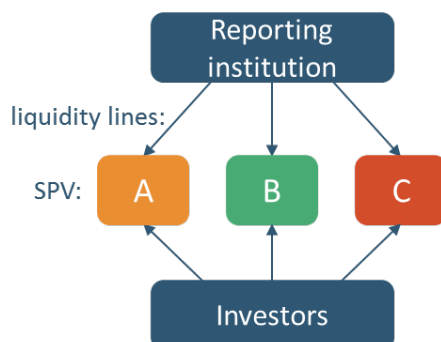 Reporting
institution
liquidity lines:
SPV:
A
B
C
Investors